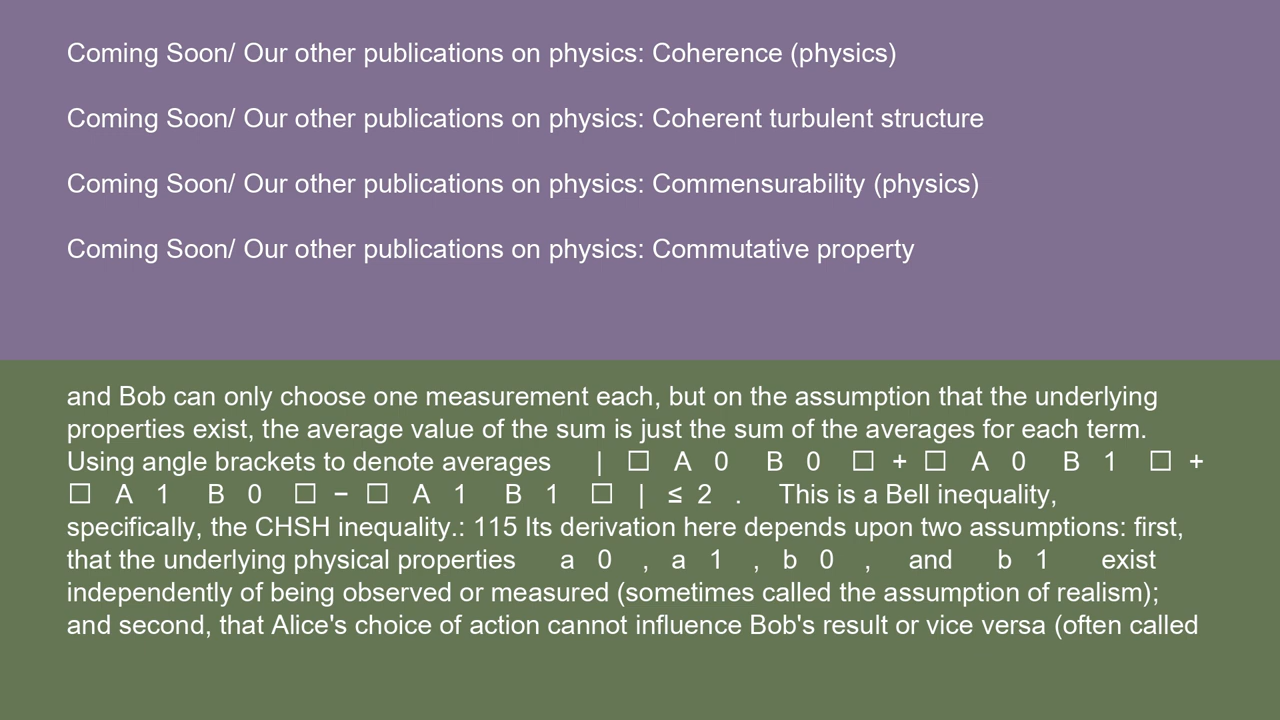 Coming Soon/ Our other publications on physics: Coherence (physics)
Coming Soon/ Our other publications on physics: Coherent turbulent structure
Coming Soon/ Our other publications on physics: Commensurability (physics)
Coming Soon/ Our other publications on physics: Commutative property
and Bob can only choose one measurement each, but on the assumption that the underlying
properties exist, the average value of the sum is just the sum of the averages for each term.
Using angle brackets to denote averages | □ A 0 B 0 □ + □ A 0 B 1 □ +
□ A 1 B 0 □ − □ A 1 B 1 □ | ≤ 2 . This is a Bell inequality,
specifically, the CHSH inequality.: 115 Its derivation here depends upon two assumptions: first,
that the underlying physical properties a 0 , a 1 , b 0 , and b 1 exist
independently of being observed or measured (sometimes called the assumption of realism);
and second, that Alice's choice of action cannot influence Bob's result or vice versa (often called